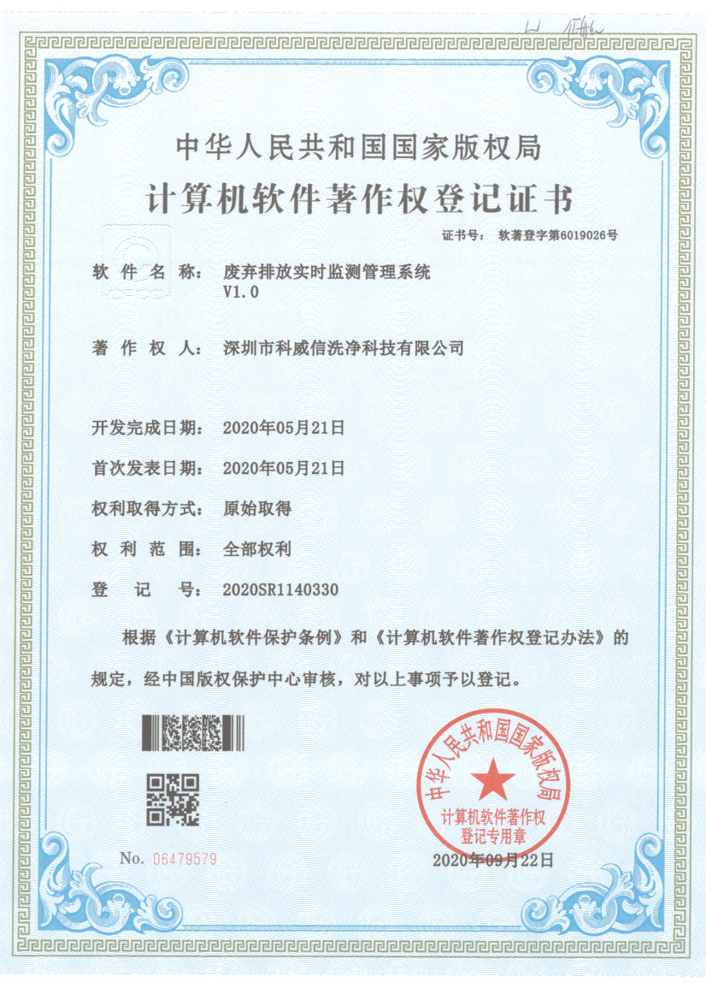 中华人民共和国国家版权局
计算机软件著作权登记证书
证书号： 软著登字第6019026号
软 件 名 称： 废弃排放实时监测管理系统
V1.0
著 作 权 人： 深圳市科威信洗净科技有限公司
开发完成日期： 2020年05月21日
首次发表日期： 2020年05月21日
权利取得方式： 原始取得
权 利 范 围： 全部权利
登 记 号： 2020SR1140330
根据《计算机软件保护条例》和《计算机软件著作权登记办法》的
规定，经中国版权保护中心审核，对以上事项予以登记。
中华人民共和国国家版权局
计算机软件著作权
登记专用章
No. 06479579
2020年09月22日